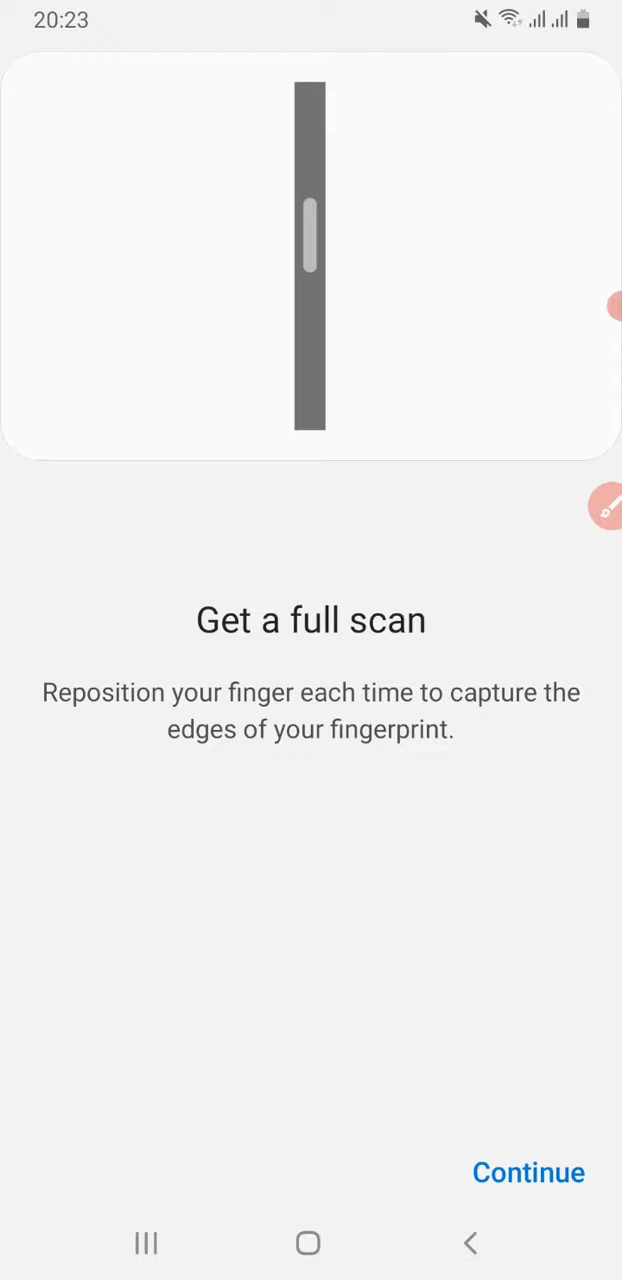 20:23
Get a full scan
Reposition your finger each time to capture the
edges of your fingerprint.
Continue